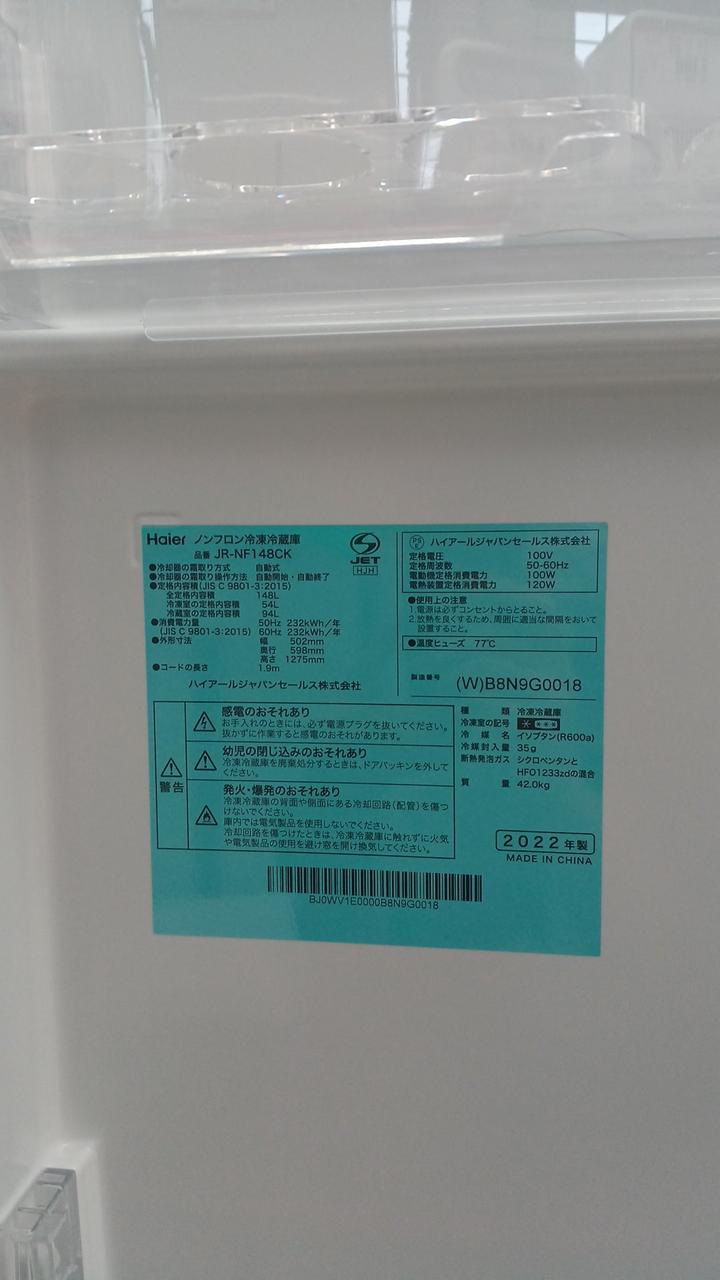 Haier ノンフロン冷凍冷蔵庫
品番 JR-NF148CK
JET
HJH
●冷却器の霜取り方式 自動式
●冷却器の霜取り操作方法 自動開始・自動終了
●定格内容積(JIS C 9801-3:2015)
全定格内容積 148L
冷凍室の定格内容積 54L
冷蔵室の定格内容積 94L
●消費電力量 50Hz 232kWh/年
(JIS C 9801-3:2015) 60Hz 232kWh/年
●外形寸法 幅 502mm
奥行 598mm
高さ 1275mm
●コードの長さ 1.9m
ハイアールジャパンセールス株式会社
PS E ハイアールジャパンセールス株式会社
定格電圧 100V
定格周波数 50-60Hz
電動機定格消費電力 100W
電熱装置定格消費電力 120W
●使用上の注意
1.電源は必ずコンセントからとること。
2.放熱を良くするため、周囲に適当な間隔をおいて
設置すること。
●温度ヒューズ 77℃
製造番号 (W)B8N9G0018
警告
感電のおそれあり
お手入れのときには、必ず電源プラグを抜いてください。
抜かずに作業すると感電のおそれがあります。
幼児の閉じ込みのおそれあり
冷凍冷蔵庫を廃棄処分するときは、ドアパッキンを外して
ください。
発火・爆発のおそれあり
冷凍冷蔵庫の背面や側面にある冷却回路(配管)を傷つ
けないでください。
庫内では電気製品を使用しないでください。
冷却回路を傷つけたときは、冷凍冷蔵庫に触れずに火気
や電気製品の使用を避け窓を開け換気してください。
種類 冷凍冷蔵庫
冷凍室の記号 ＊***
冷媒名 イソブタン(R600a)
冷媒封入量 35g
断熱発泡ガス シクロペンタンと
HFO1233zdの混合
質量 42.0kg
2022年製
MADE IN CHINA
BJ0WV1E0000B8N9G0018